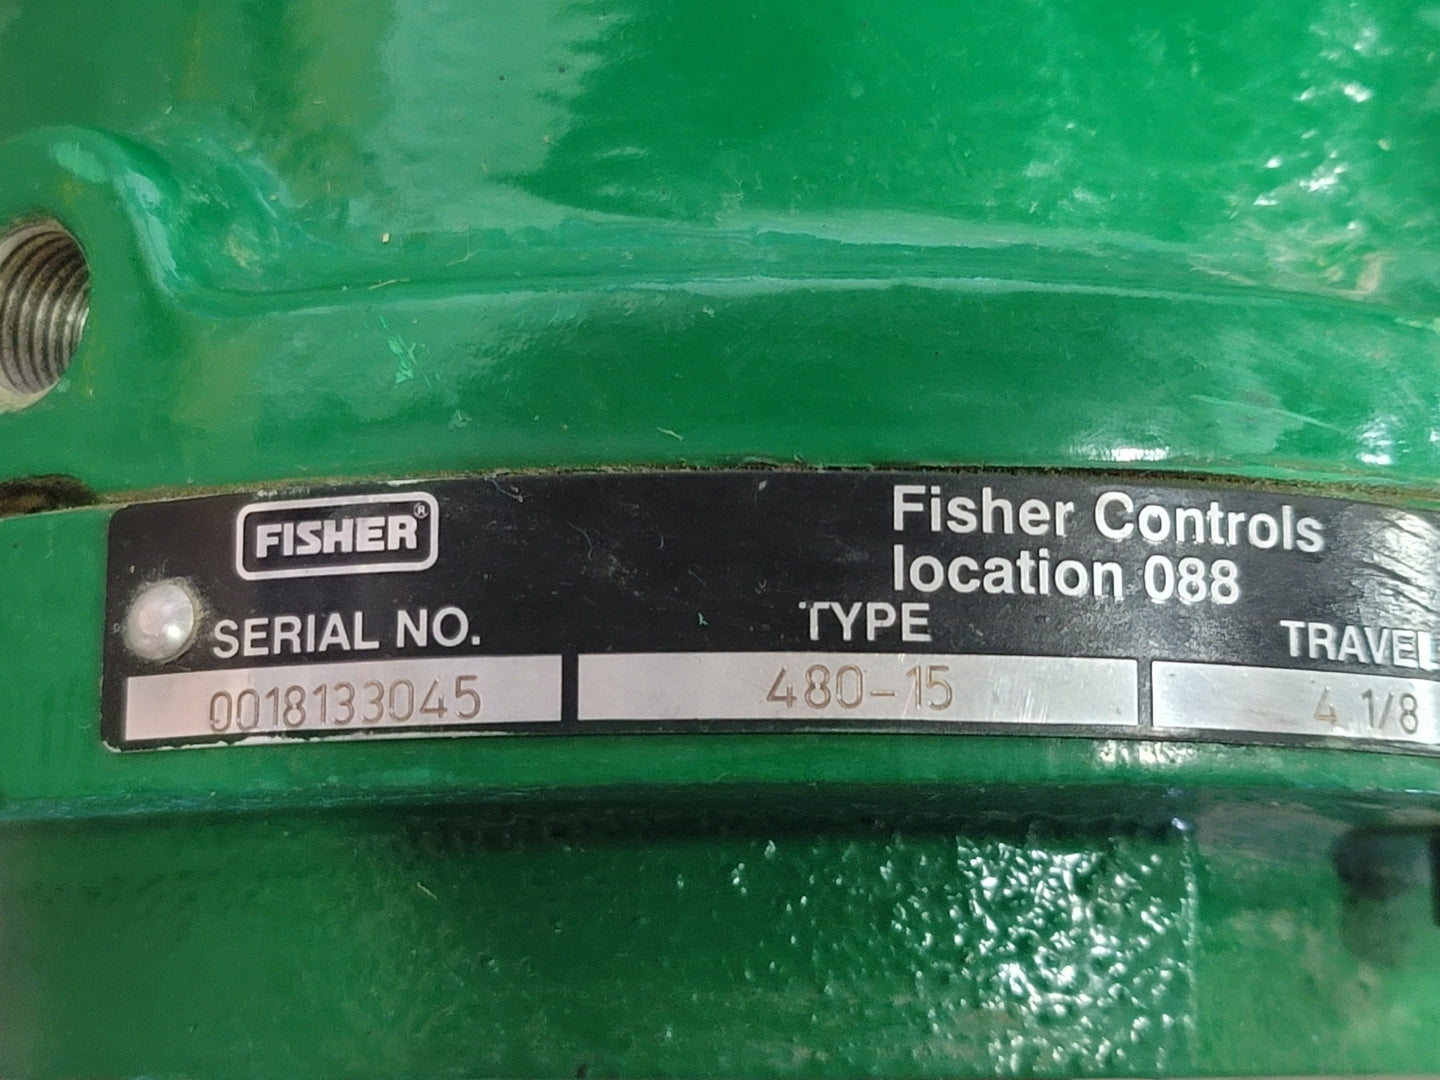 FISHER®
Fisher Controls
location 088
SERIAL NO. TYPE TRAVEL
0018133045 480-15 4 1/8